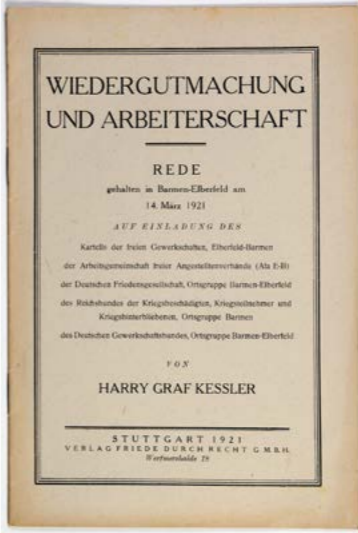 WIEDERGUTMACHUNG
UND ARBEITERSCHAFT
REDE
gehalten in Barmen-Elberfeld am
14. März 1921
AUF EINLADUNG DES
Kartells der freien Gewerkschaften, Elberfeld-Barmen
der Arbeitsgemeinschaft freier Angestelltenverbände (Afa E-B)
der Deutschen Friedensgesellschaft, Ortsgruppe Barmen-Elberfeld
des Reichsbundes der Kriegsbeschädigten, Kriegsteilnehmer und
Kriegshinterbliebenen, Ortsgruppe Barmen
des Deutschen Gewerkschaftsbundes, Ortsgruppe Barmen-Elberfeld
VON
HARRY GRAF KESSLER
STUTTGART 1921
VERLAG FRIEDE DURCH RECHT G.M.B.H.